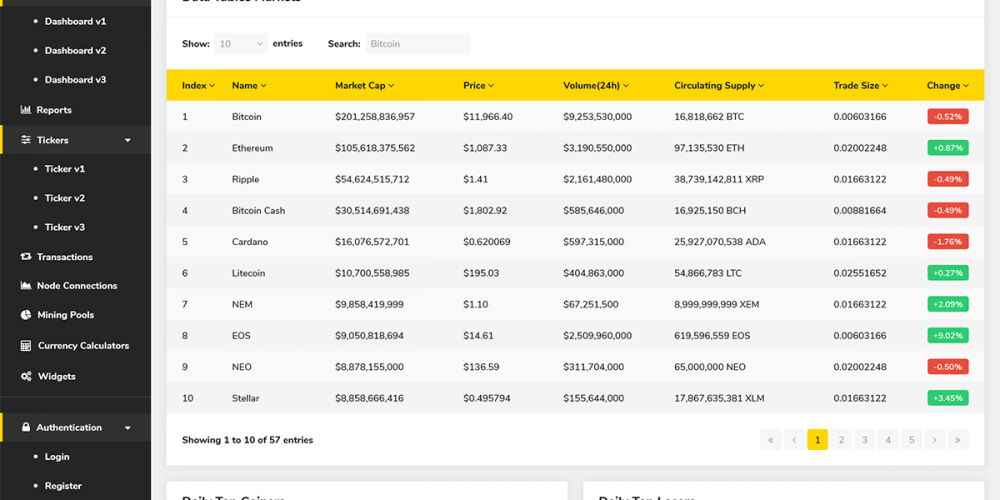 Data Tables Markets
Dashboard v1
Dashboard v2
Dashboard v3
Reports
Tickers
Ticker v1
Ticker v2
Ticker v3
Transactions
Node Connections
Mining Pools
Currency Calculators
Widgets
Authentication
Login
Register
Show: 10 entries Search: Bitcoin
Index Name Market Cap Price Volume(24h) Circulating Supply Trade Size Change
1 Bitcoin $201,258,836,957 $11,966.40 $9,253,530,000 16,818,662 BTC 0.00603166 -0.52%
2 Ethereum $105,618,375,562 $1,087.33 $3,190,550,000 97,135,530 ETH 0.02002248 +0.87%
3 Ripple $54,624,515,712 $1.41 $2,161,480,000 38,739,142,811 XRP 0.01663122 -0.49%
4 Bitcoin Cash $30,514,691,438 $1,802.92 $585,646,000 16,925,150 BCH 0.00881664 -0.49%
5 Cardano $16,076,572,701 $0.620069 $597,315,000 25,927,070,538 ADA 0.01663122 -1.76%
6 Litecoin $10,700,558,985 $195.03 $404,863,000 54,866,783 LTC 0.02551652 +0.27%
7 NEM $9,858,419,999 $1.10 $67,251,500 8,999,999,999 XEM 0.01663122 +2.09%
8 EOS $9,050,818,694 $14.61 $2,509,960,000 619,596,559 EOS 0.00603166 +9.02%
9 NEO $8,878,155,000 $136.59 $311,704,000 65,000,000 NEO 0.02002248 -0.50%
10 Stellar $8,858,666,416 $0.495794 $155,644,000 17,867,635,381 XLM 0.01663122 +3.45%
Showing 1 to 10 of 57 entries « ‹ 1 2 3 4 5 › »
Daily Top Gainers Daily Top Losers